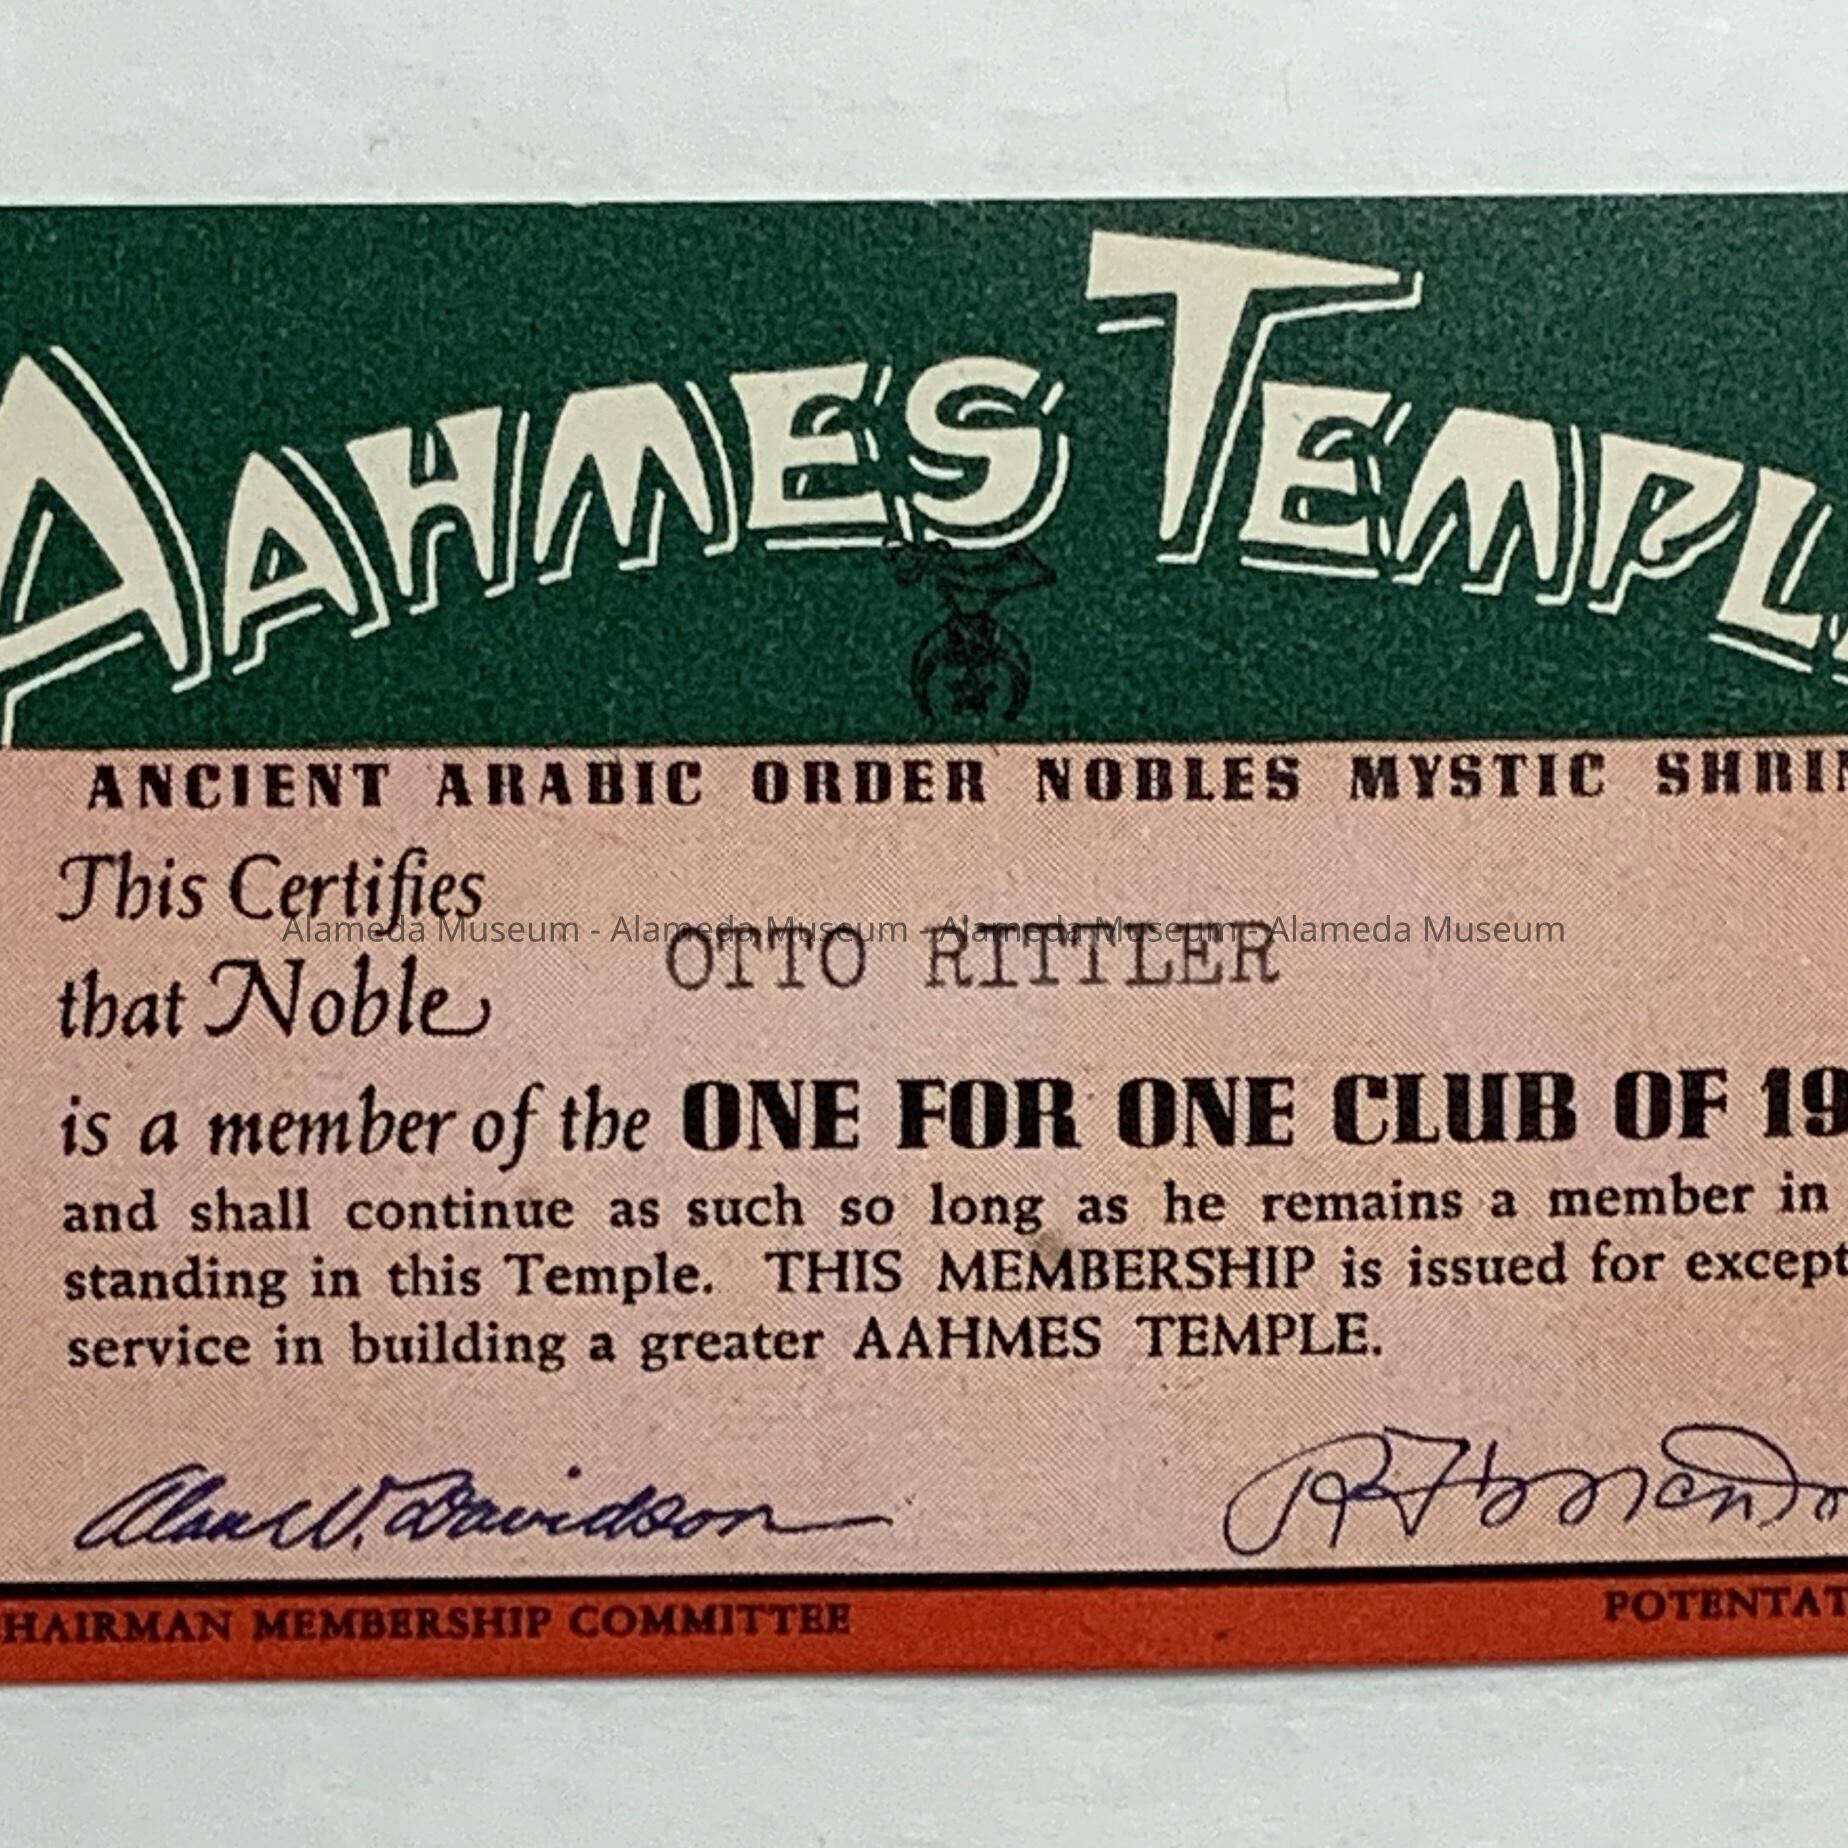 AAHMES TEMPL
ANCIENT ARABIC ORDER NOBLES MYSTIC SHRIN
This Certifies
that Noble OTTO RITTLER
Alameda Museum - Alameda Museum - Alameda Museum - Alameda Museum
is a member of the ONE FOR ONE CLUB OF 19
and shall continue as such so long as he remains a member in
standing in this Temple. THIS MEMBERSHIP is issued for except
service in building a greater AAHMES TEMPLE.
Alan W. Davidson
HAIRMAN MEMBERSHIP COMMITTEE POTENTAT